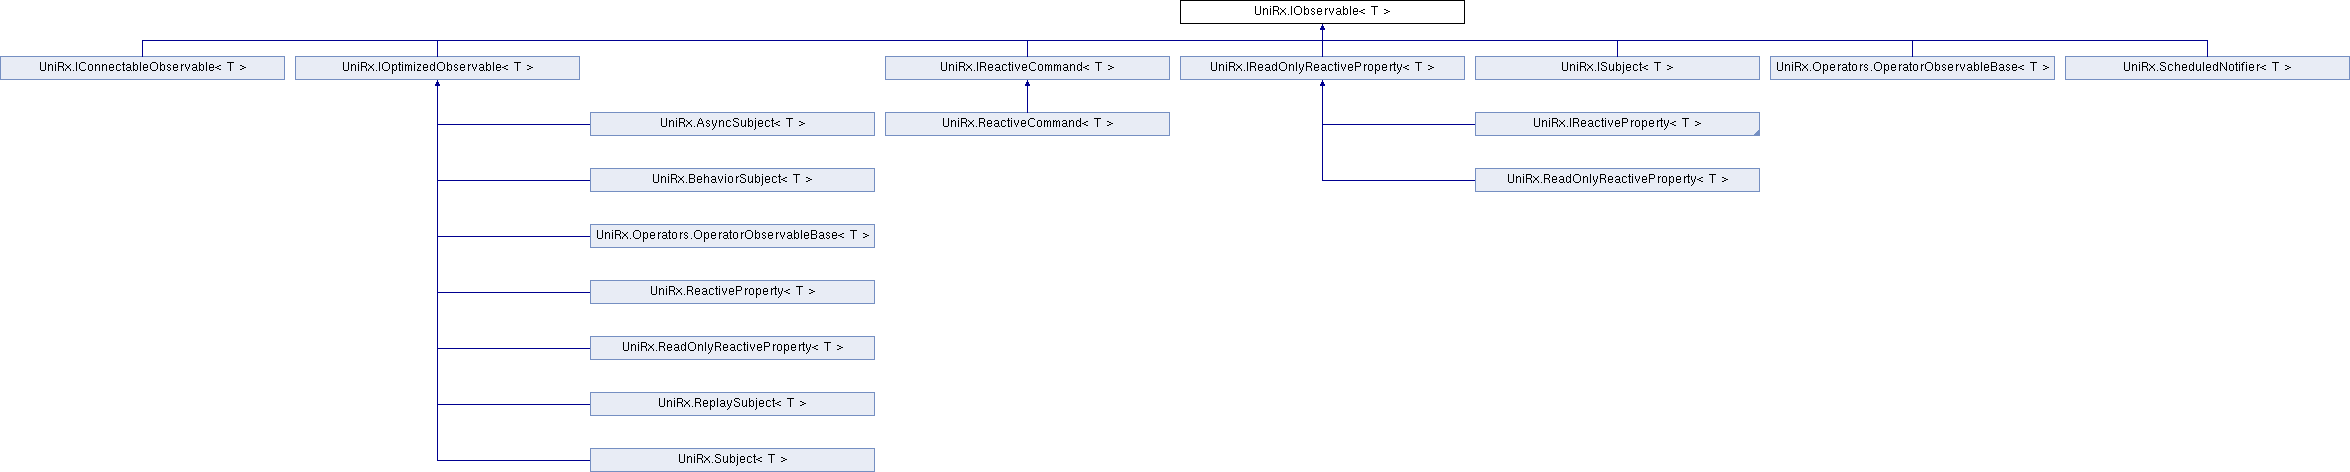 UniRx.IObservable< T >
UniRx.IConnectableObservable< T >
UniRx.IOptimizedObservable< T >
UniRx.IReactiveCommand< T >
UniRx.IReadOnlyReactiveProperty< T >
UniRx.ISubject< T >
UniRx.Operators.OperatorObservableBase< T >
UniRx.ScheduledNotifier< T >
UniRx.AsyncSubject< T >
UniRx.ReactiveCommand< T >
UniRx.IReactiveProperty< T >
UniRx.BehaviorSubject< T >
UniRx.ReadOnlyReactiveProperty< T >
UniRx.Operators.OperatorObservableBase< T >
UniRx.ReactiveProperty< T >
UniRx.ReadOnlyReactiveProperty< T >
UniRx.ReplaySubject< T >
UniRx.Subject< T >